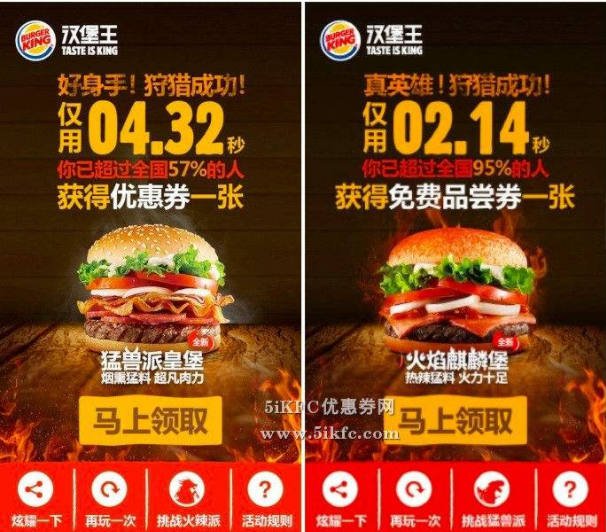 BURGER KING
汉堡王
TASTE IS KING
好身手！狩猎成功！
仅用04.32秒
你已超过全国57%的人
获得优惠券一张
全新
猛兽派皇堡
烟熏猛料 超凡肉力
马上领取
炫耀一下
再玩一次
挑战火辣派
?
活动规则
BURGER KING
汉堡王
TASTE IS KING
真英雄！狩猎成功！
仅用02.14秒
你已超过全国95%的人
获得免费品尝券一张
全新
火焰麒麟堡
热辣猛料 火力十足
马上领取
炫耀一下
再玩一次
挑战猛兽派
?
活动规则
5iKFC优惠券网
www.5ikfc.com